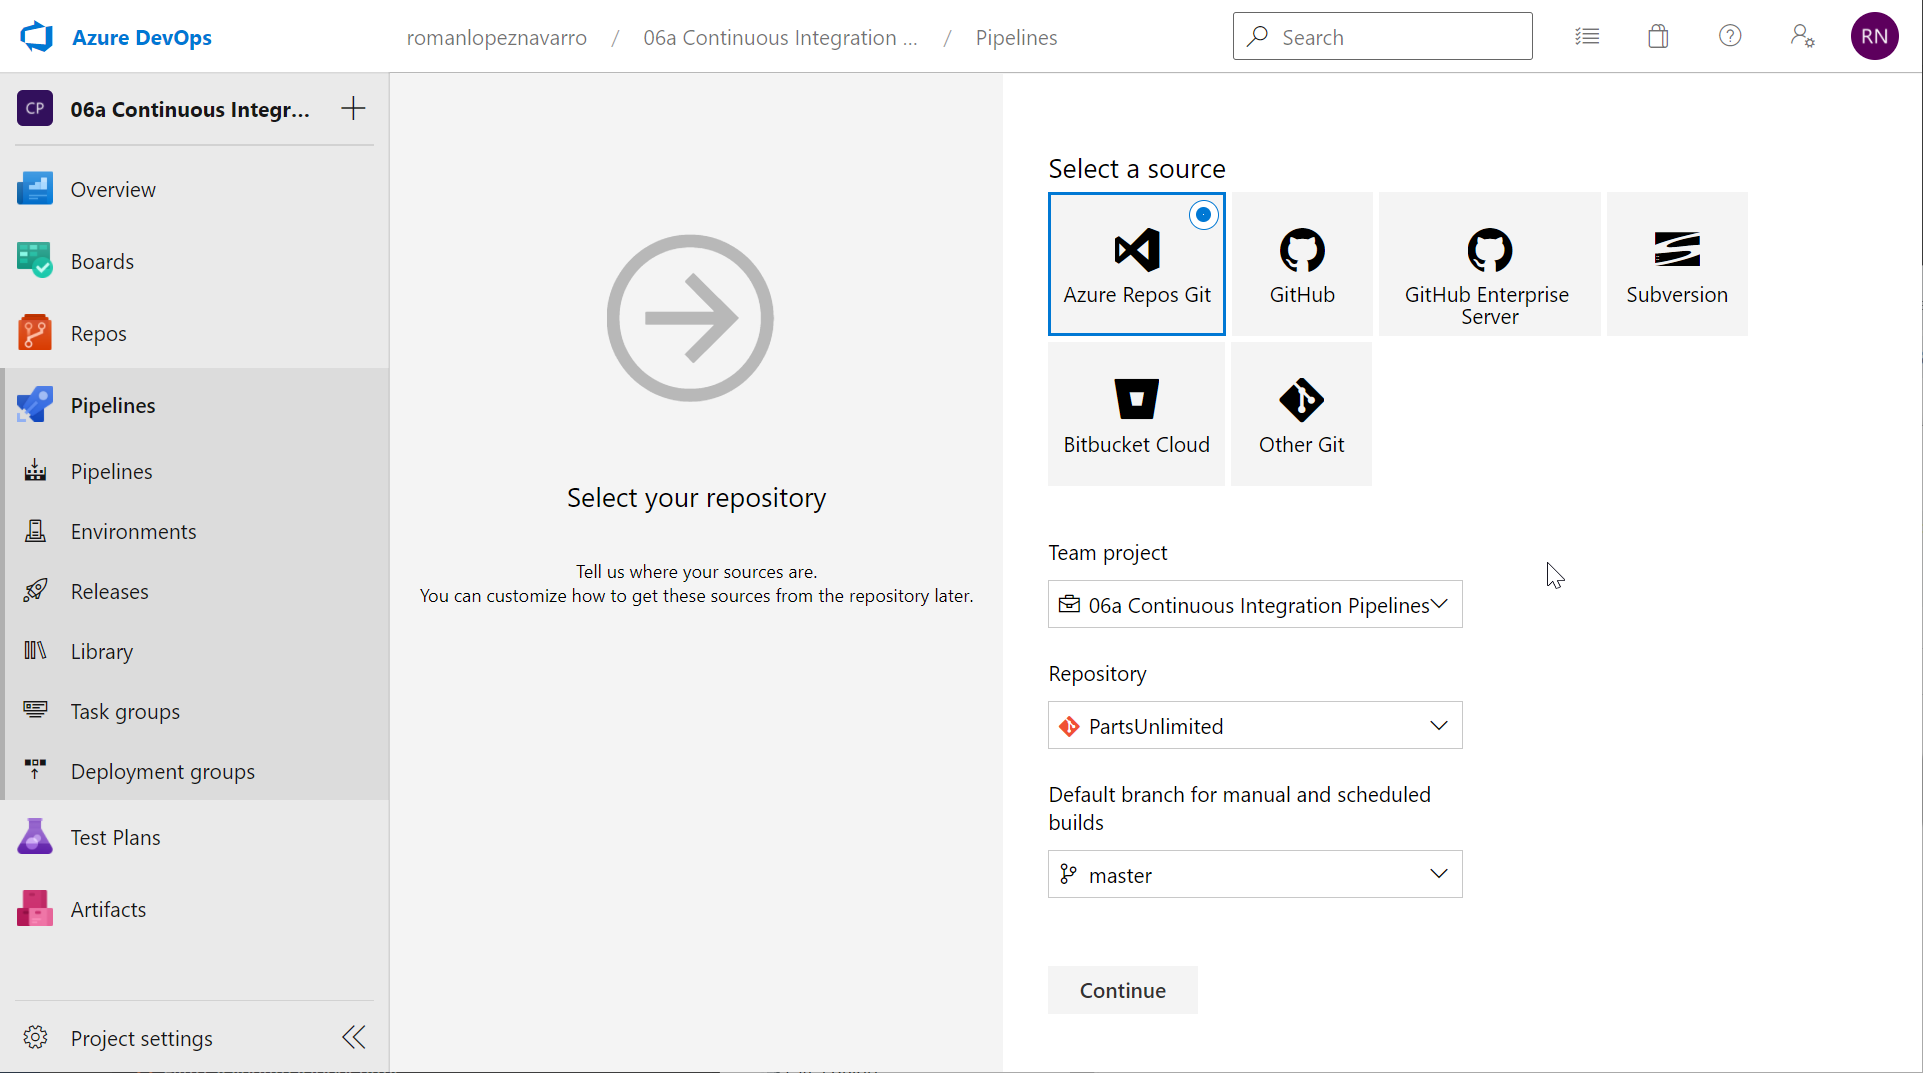 Azure DevOps
romanlopeznavarro / 06a Continuous Integration ... / Pipelines
Search
RN
CP
06a Continuous Integr...
Overview
Boards
Repos
Pipelines
Pipelines
Environments
Releases
Library
Task groups
Deployment groups
Test Plans
Artifacts
Project settings
Select your repository
Tell us where your sources are.
You can customize how to get these sources from the repository later.
Select a source
Azure Repos Git
GitHub
GitHub Enterprise
Server
Subversion
Bitbucket Cloud
Other Git
Team project
06a Continuous Integration Pipelines
Repository
PartsUnlimited
Default branch for manual and scheduled
builds
master
Continue